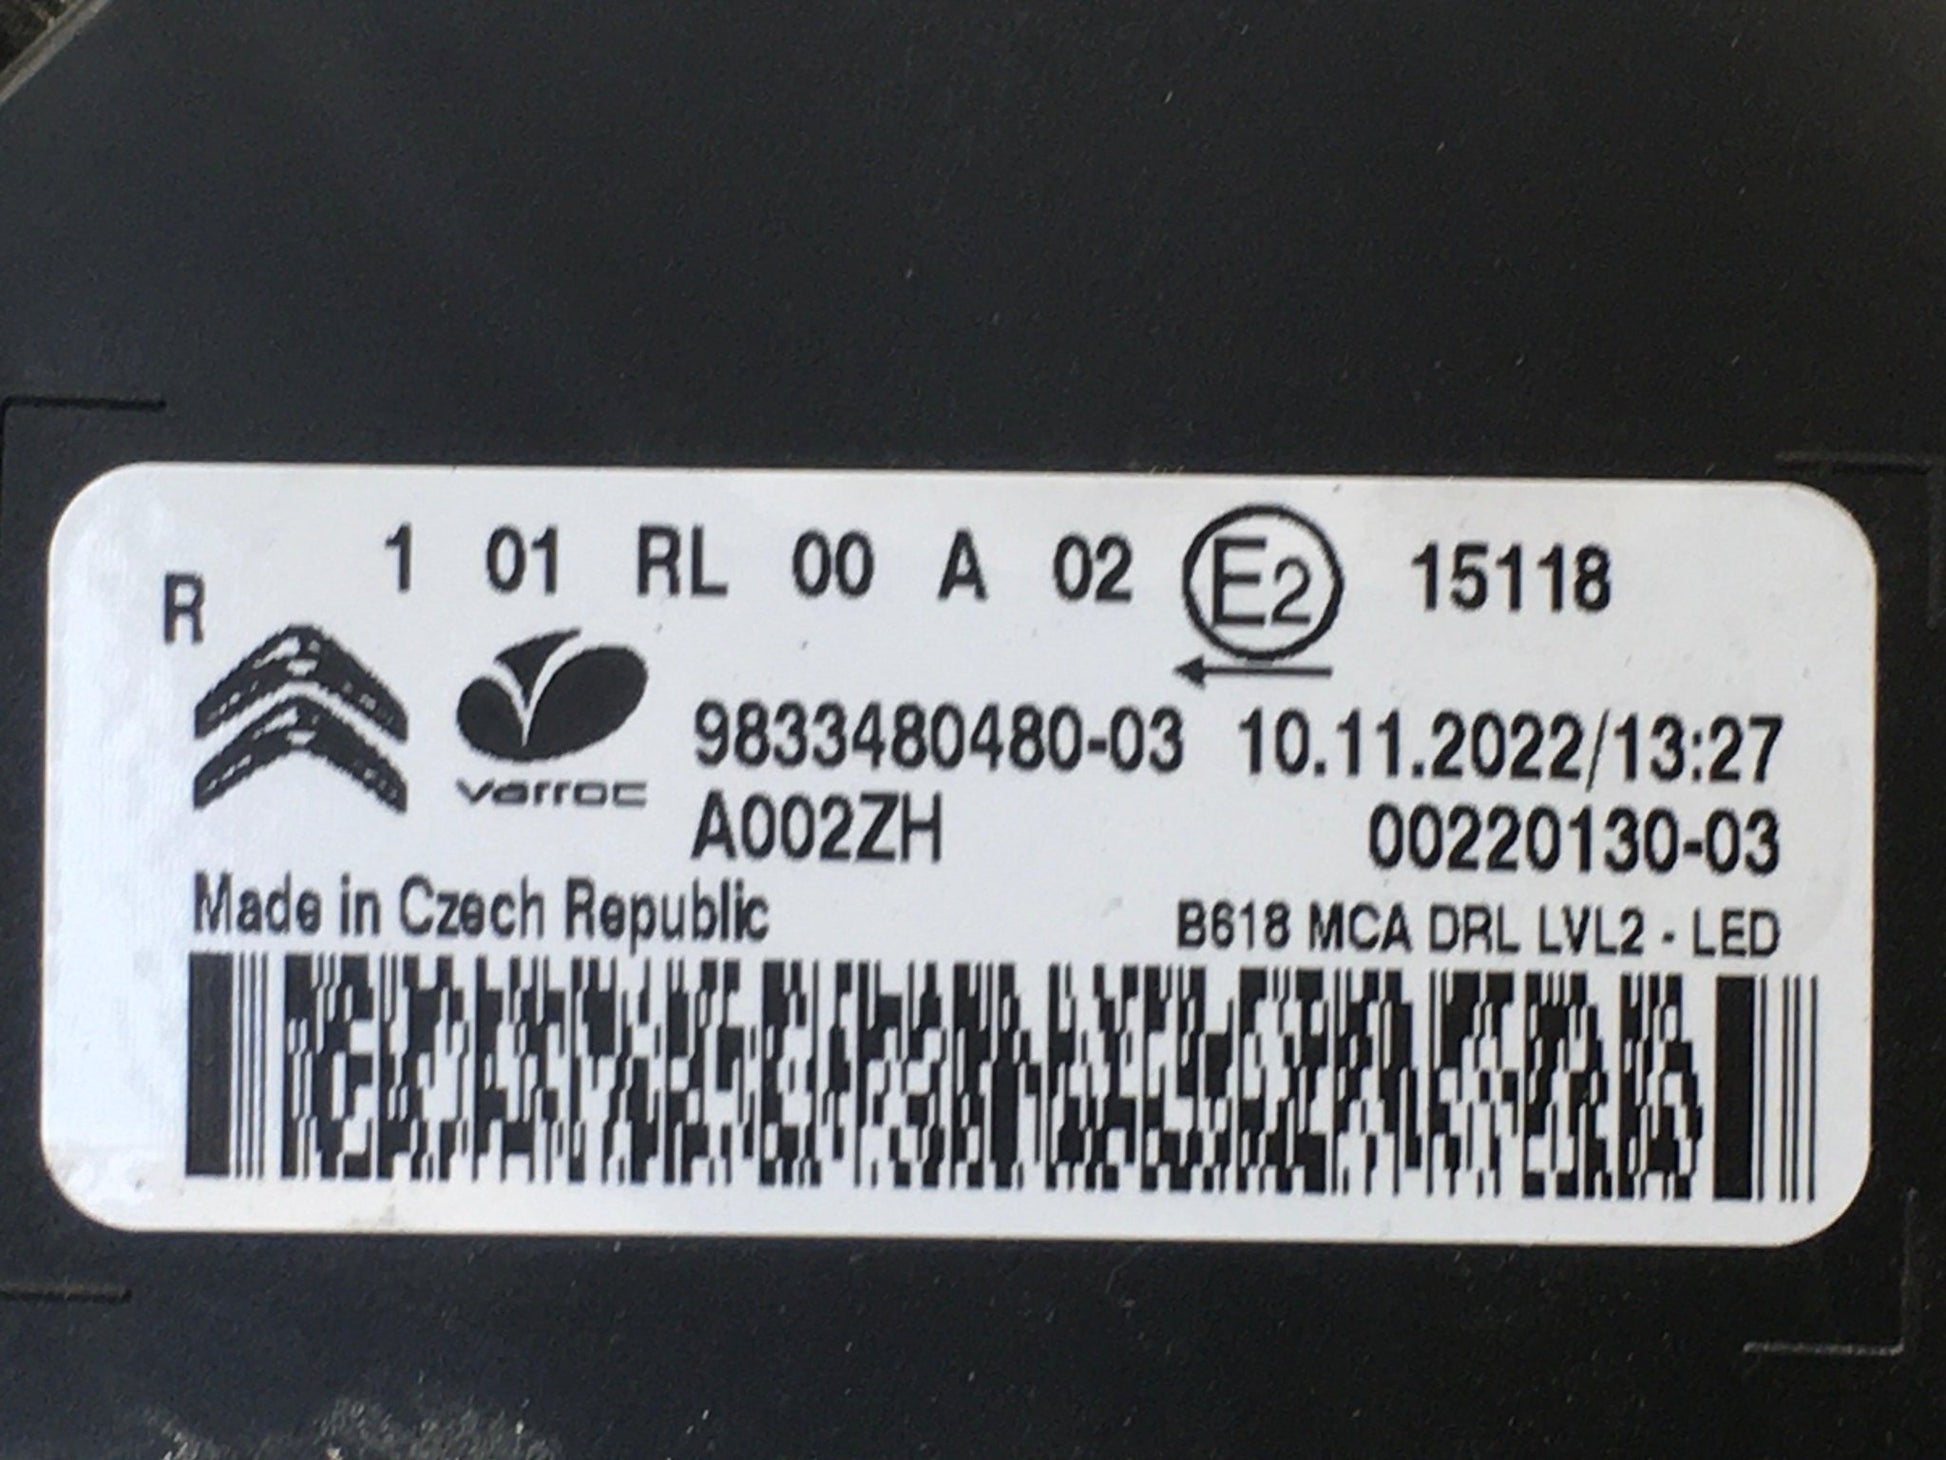 R 1 01 RL 00 A 02 E2 15118
varroc 9833480480-03 10.11.2022/13:27
A002ZH 00220130-03
Made in Czech Republic B618 MCA DRL LVL2 - LED